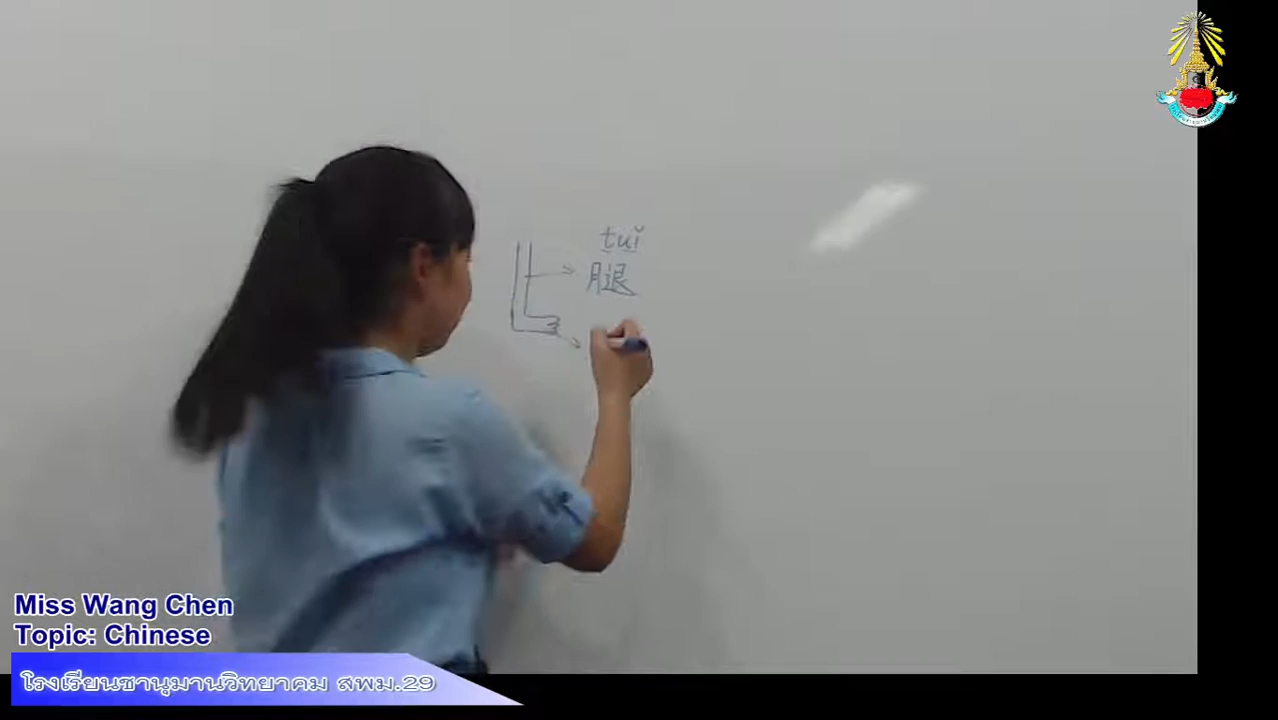 tuǐ
腿
Miss Wang Chen
Topic: Chinese
โรงเรียนชานุมานวิทยาคม สพม.29